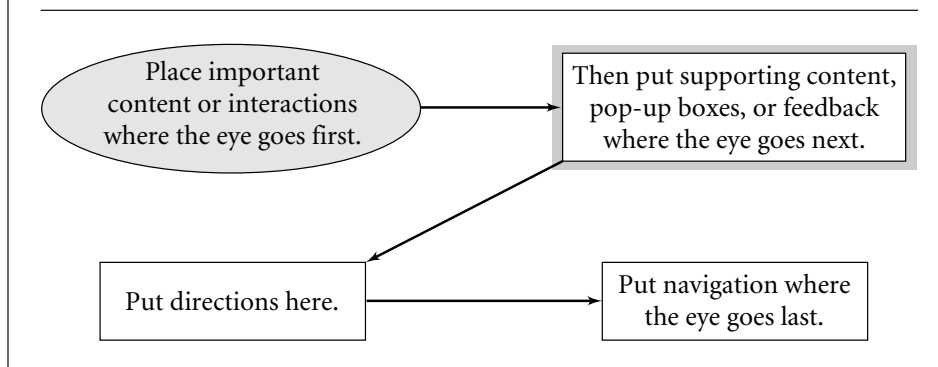 Place important
content or interactions
where the eye goes first.
Then put supporting content,
pop-up boxes, or feedback
where the eye goes next.
Put directions here.
Put navigation where
the eye goes last.